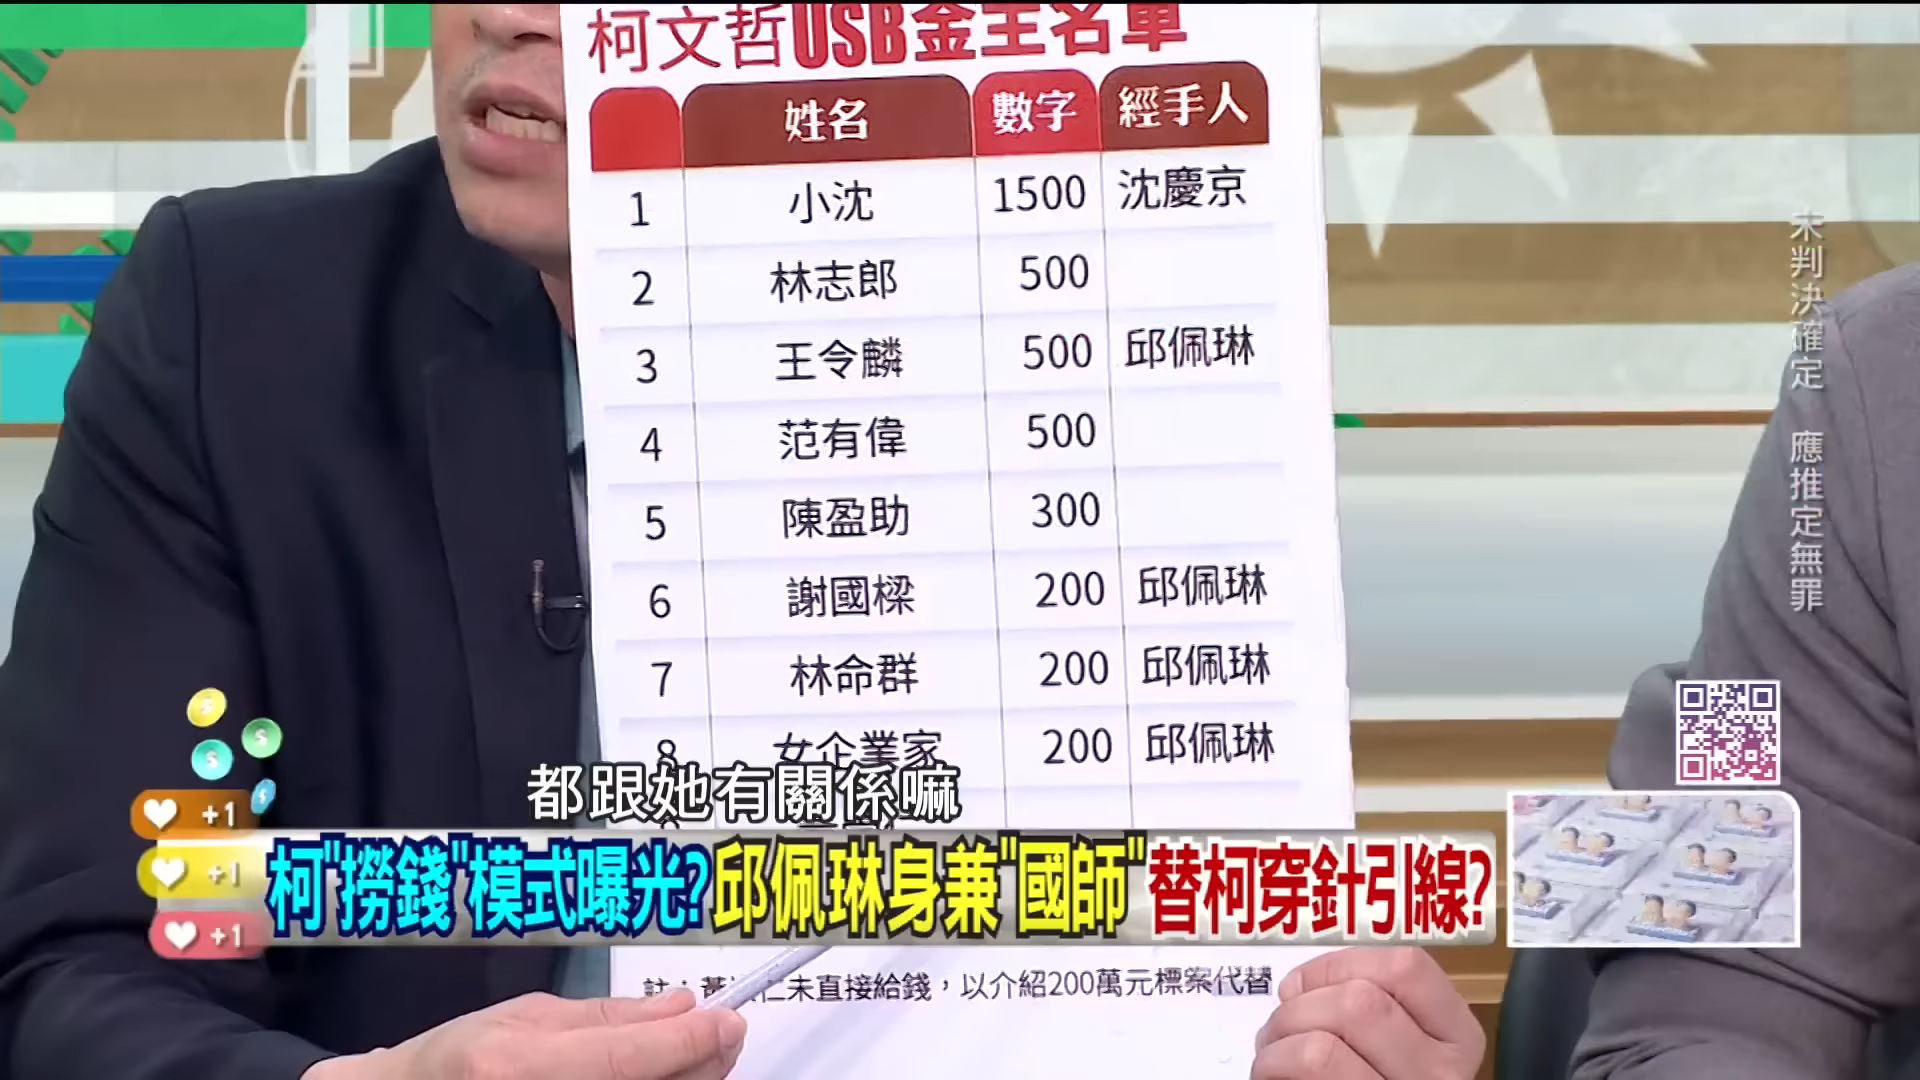 柯文哲USB金主名單
姓名 數字 經手人
1 小沈 1500 沈慶京
2 林志郎 500
3 王令麟 500 邱佩琳
4 范有偉 500
5 陳盈助 300
6 謝國樑 200 邱佩琳
7 林命群 200 邱佩琳
8 女企業家 200 邱佩琳
都跟她有關係嘛
柯"撈錢"模式曝光?邱佩琳身兼"國師"替柯穿針引線?
註：黃 仁未直接給錢，以介紹200萬元標案代替
未判決確定 應推定無罪
+1
+1
+1